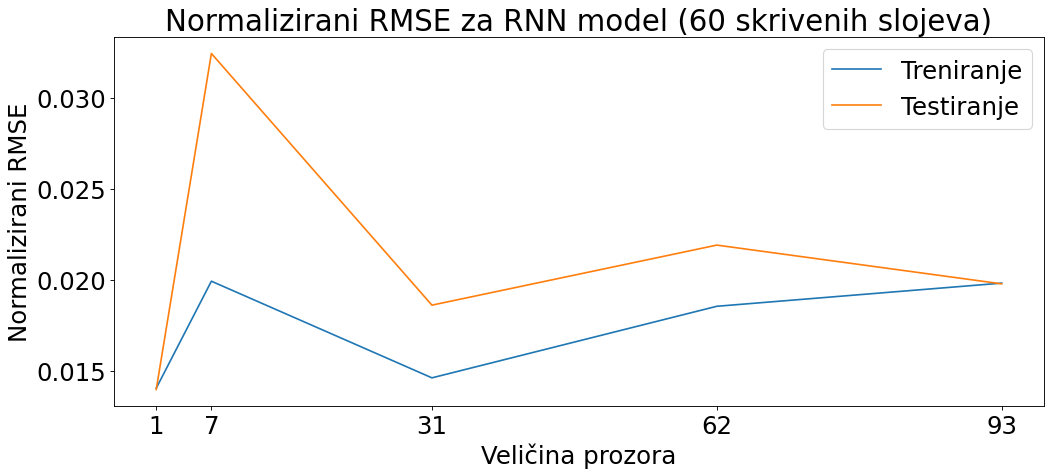 Normalizirani RMSE za RNN model (60 skrivenih slojeva)
Treniranje
Testiranje
Normalizirani RMSE
0.030
0.025
0.020
0.015
1 7 31 62 93
Veličina prozora